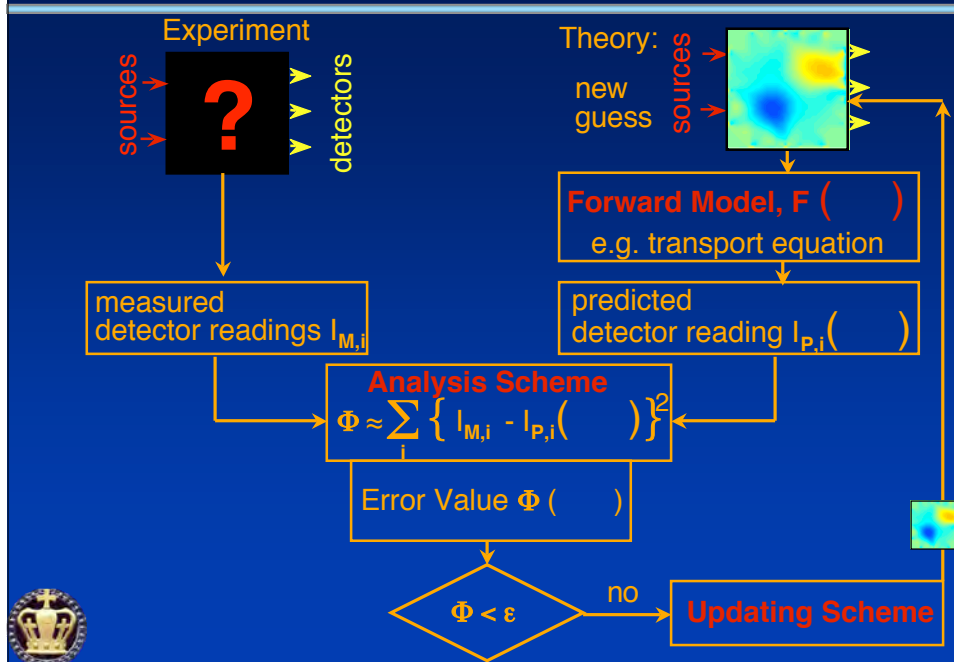 Experiment
sources
?
detectors
Theory:
new
guess
sources
Forward Model, F ( )
e.g. transport equation
measured
detector readings I_M,i
predicted
detector reading I_P,i( )
Analysis Scheme
Φ ≈ ∑_i { I_M,i - I_P,i( ) }²
Error Value Φ ( )
Φ < ε
no
Updating Scheme